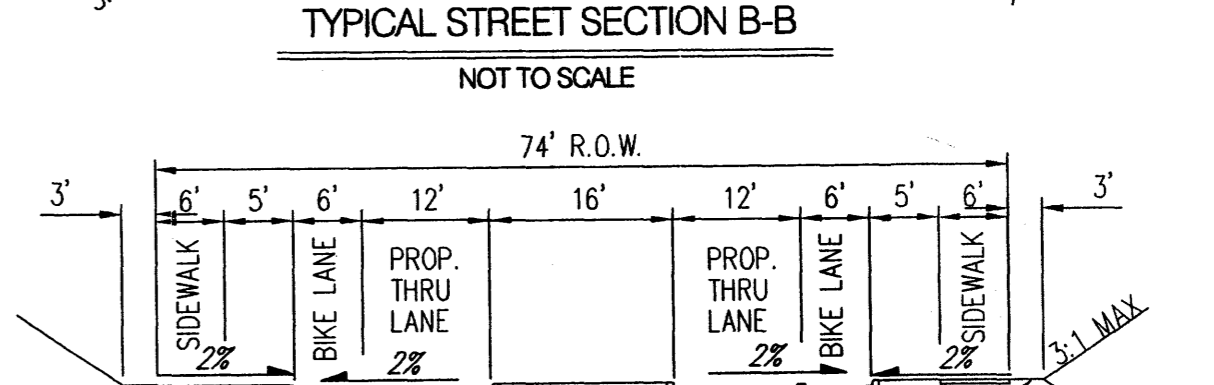 TYPICAL STREET SECTION B-B
NOT TO SCALE
74' R.O.W.
3' 6' 5' 6' 12' 16' 12' 6' 5' 6' 3'
SIDEWALK
BIKE LANE
PROP.
THRU
LANE
PROP.
THRU
LANE
BIKE LANE
SIDEWALK
3:1 MAX
2% 2% 2% 2%